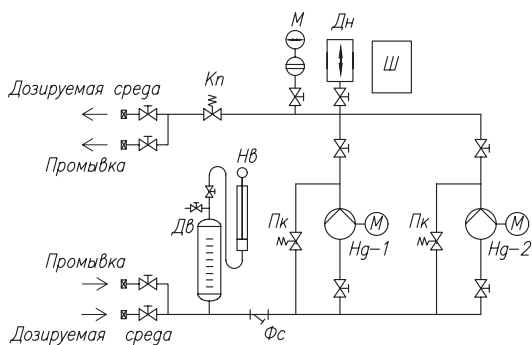 М
Дн
Ш
Кп
Дозируемая среда
Промывка
Нв
Дв
Пк
М
Нд-1
Пк
М
Нд-2
Промывка
Дозируемая среда
Фс